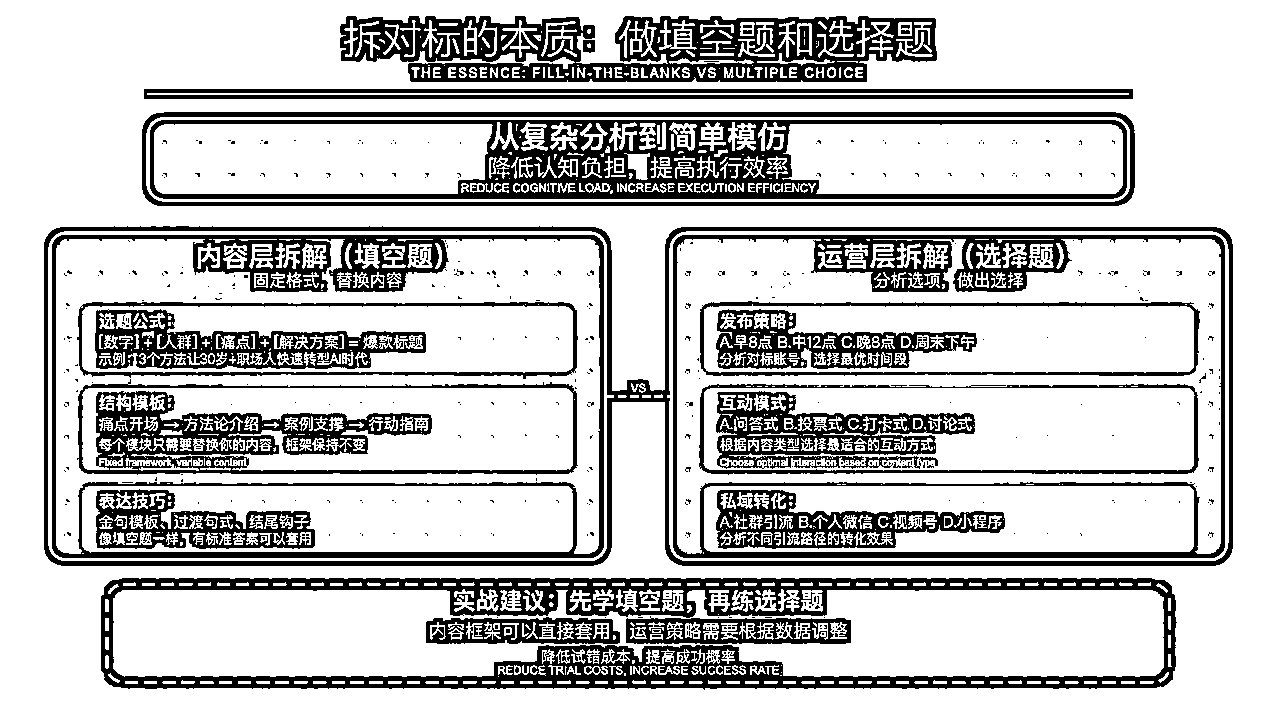 拆对标的本质：做填空题和选择题
THE ESSENCE: FILL-IN-THE-BLANKS VS MULTIPLE CHOICE
从复杂分析到简单模仿
降低认知负担，提高执行效率
REDUCE COGNITIVE LOAD, INCREASE EXECUTION EFFICIENCY
内容层拆解（填空题）
固定格式，替换内容
选题公式：
[数字]+[人群]+[痛点]+[解决方案]=爆款标题
示例:13个方法让30岁+职场人快速转型AI时代
结构模板：
痛点开场 → 方法论介绍 → 案例支撑 → 行动指南
每个模块只需要替换你的内容，框架保持不变
Fixed framework, variable content
表达技巧：
金句模板、过渡句式、结尾钩子
像填空题一样，有标准答案可以套用
VS
运营层拆解（选择题）
分析选项，做出选择
发布策略：
A.早8点 B.中12点 C.晚8点 D.周末下午
分析对标账号，选择最优时间段
互动模式：
A.问答式 B.投票式 C.打卡式 D.讨论式
根据内容类型选择最适合的互动方式
Choose optimal interaction based on content type
私域转化：
A.社群引流 B.个人微信 C.视频号 D.小程序
分析不同引流路径的转化效果
实战建议：先学填空题，再练选择题
内容框架可以直接套用，运营策略需要根据数据调整
降低试错成本，提高成功概率
REDUCE TRIAL COSTS, INCREASE SUCCESS RATE